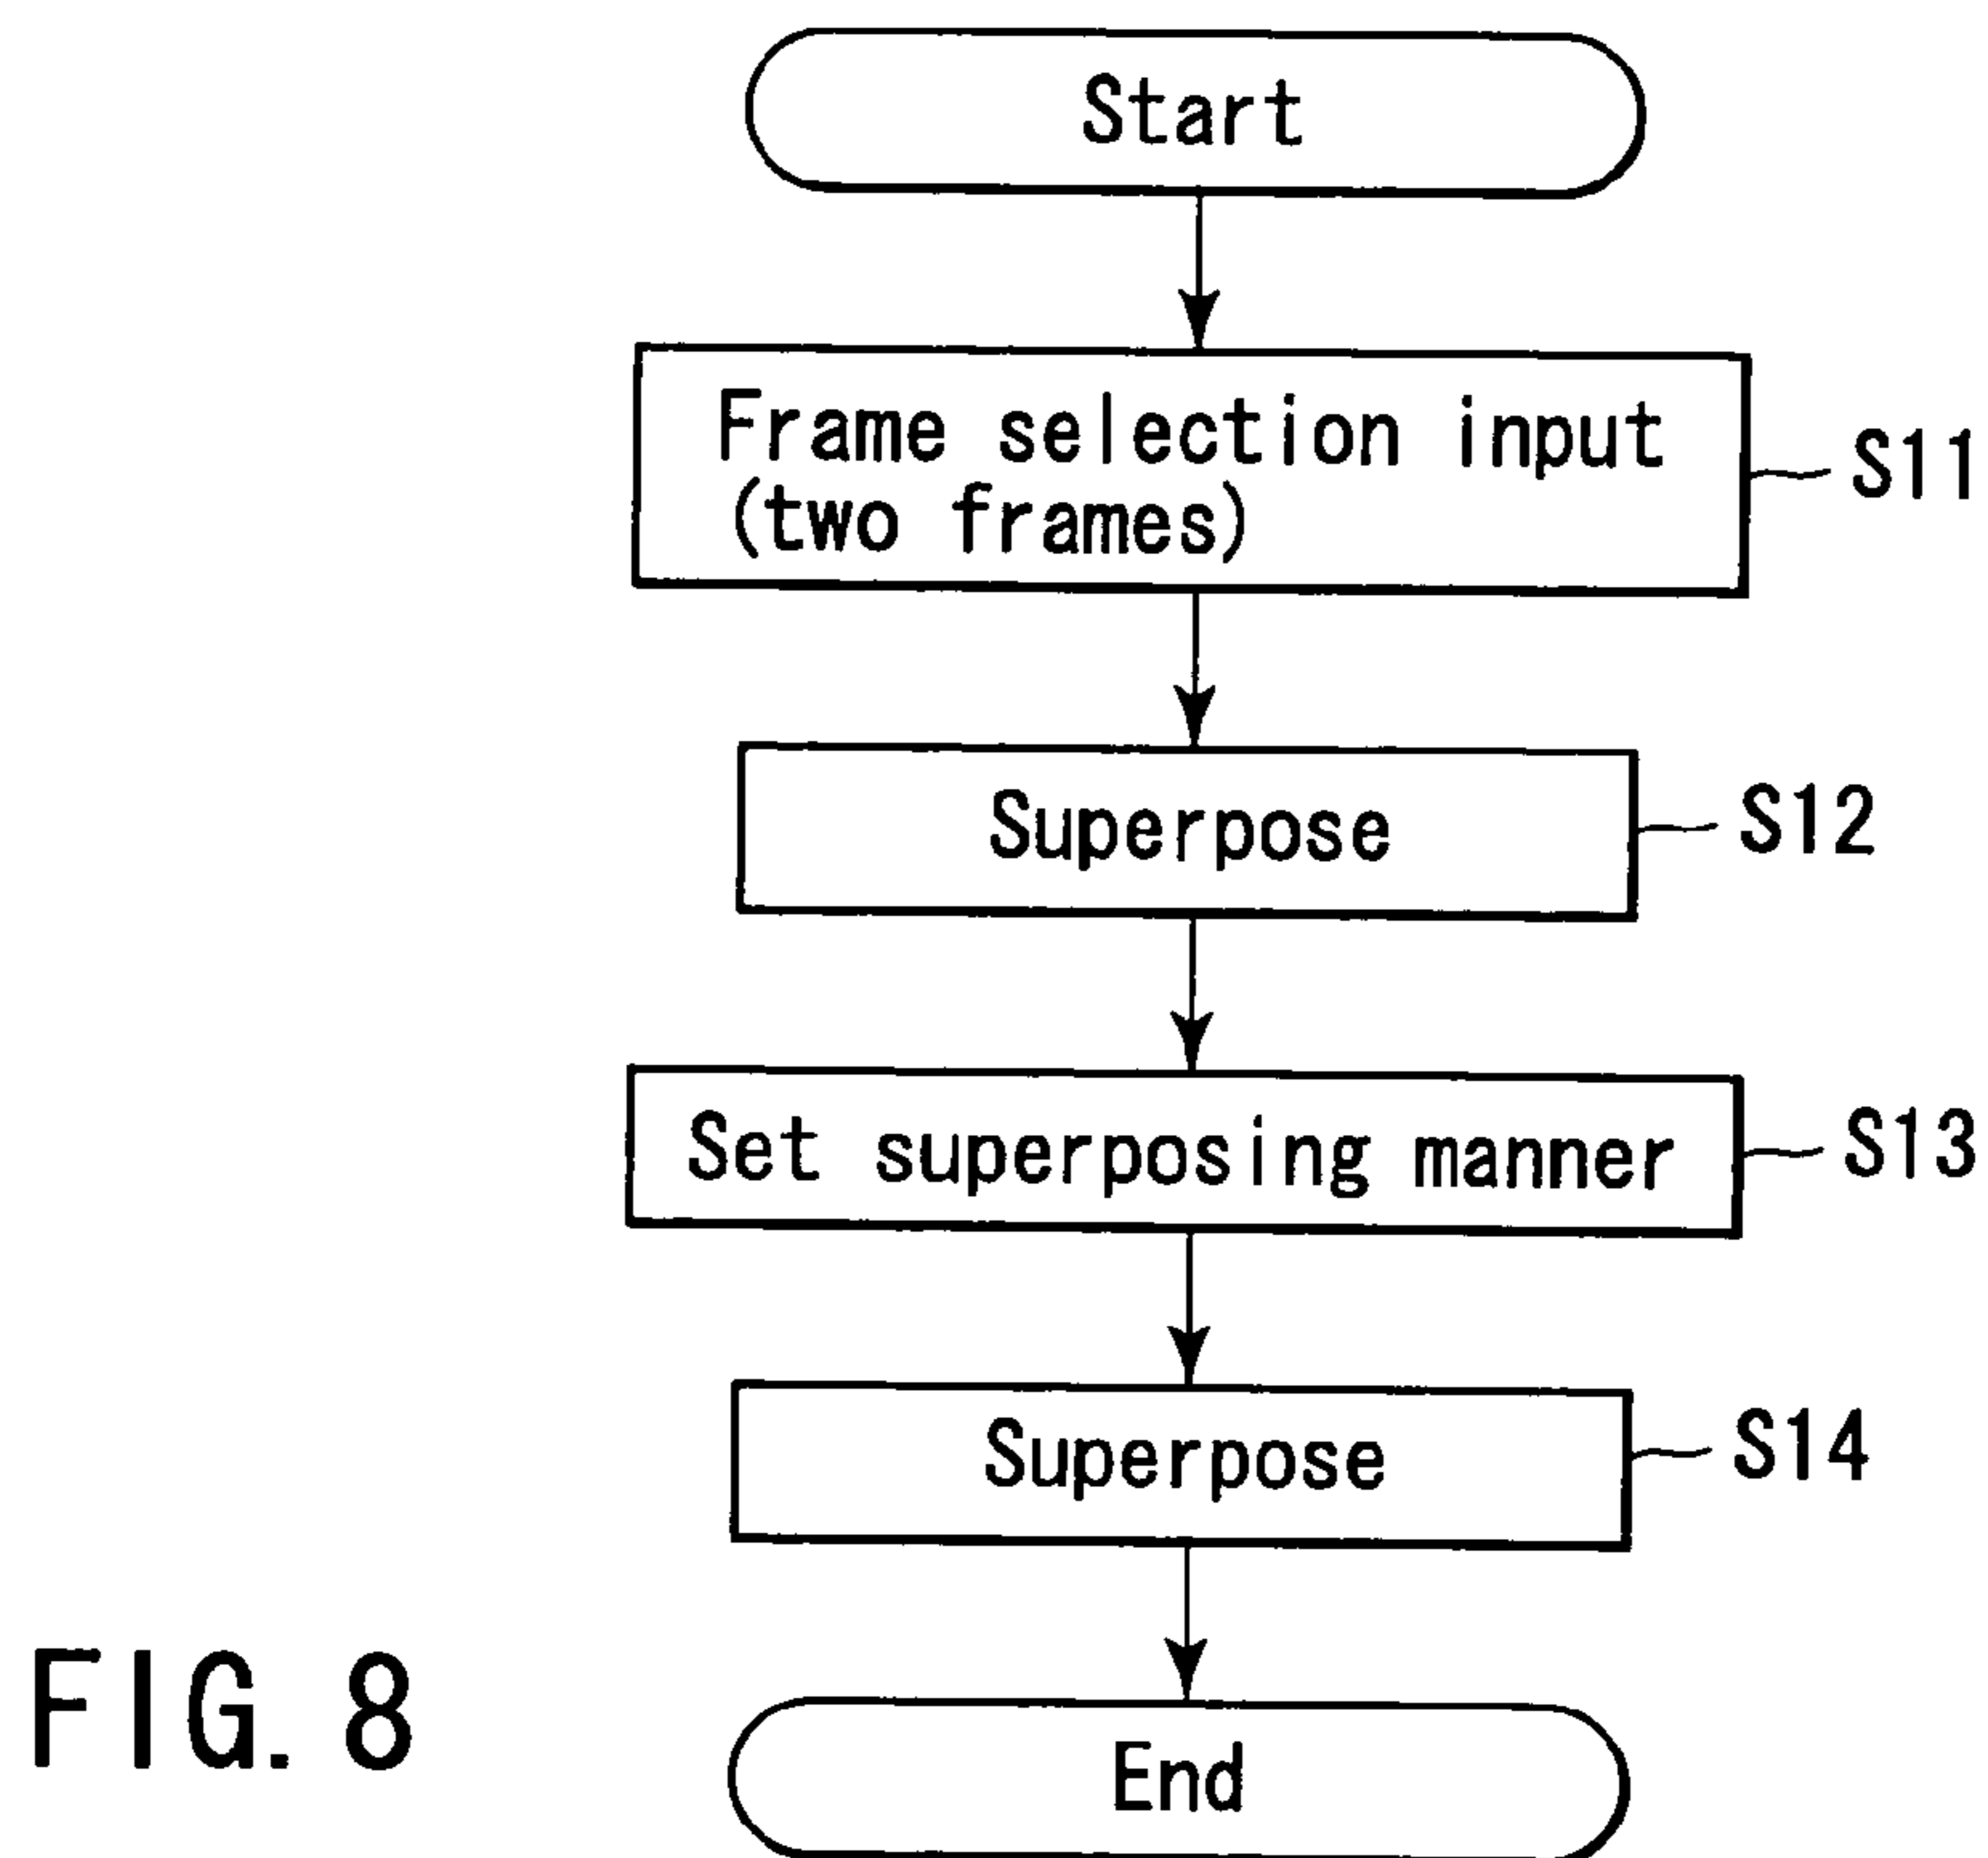 Start
Frame selection input
(two frames)
S11
Superpose
S12
Set superposing manner
S13
Superpose
S14
End
FIG. 8